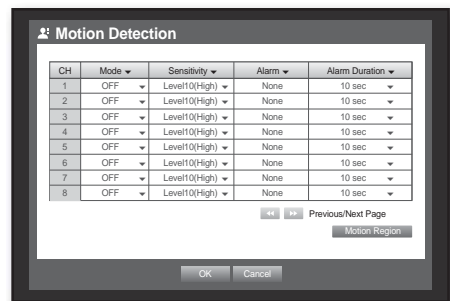 Motion Detection
CH Mode Sensitivity Alarm Alarm Duration
1 OFF Level10(High) None 10 sec
2 OFF Level10(High) None 10 sec
3 OFF Level10(High) None 10 sec
4 OFF Level10(High) None 10 sec
5 OFF Level10(High) None 10 sec
6 OFF Level10(High) None 10 sec
7 OFF Level10(High) None 10 sec
8 OFF Level10(High) None 10 sec
Previous/Next Page
Motion Region
OK Cancel